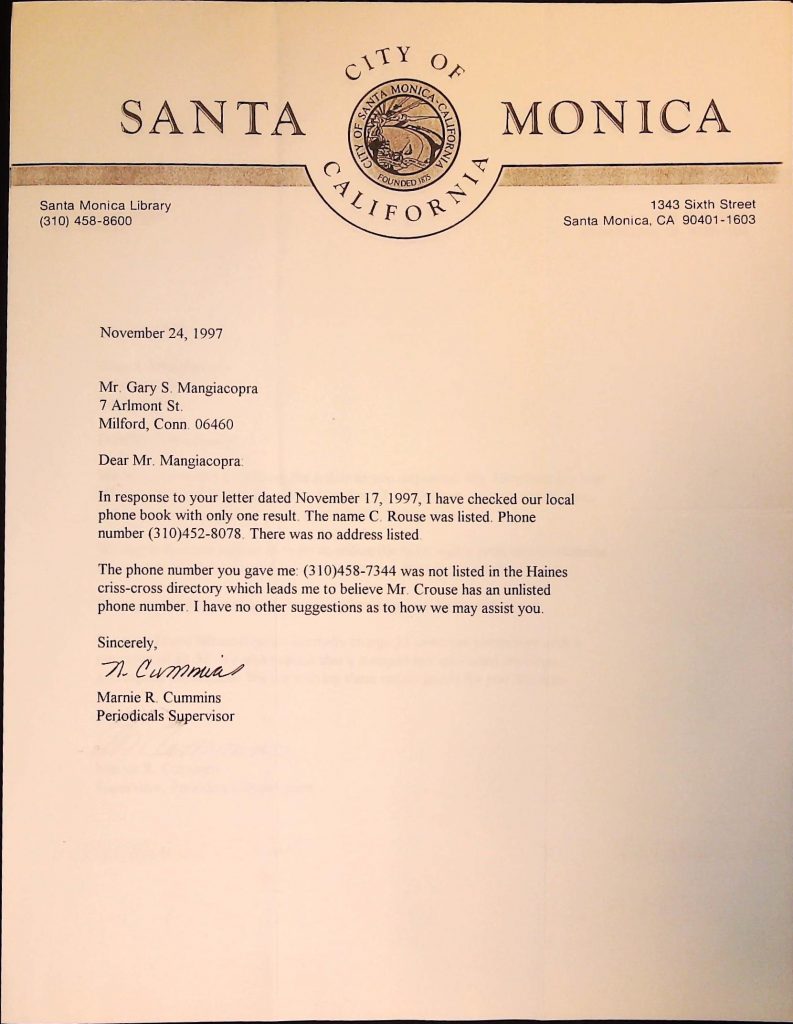 CITY OF
SANTA MONICA
CITY OF SANTA MONICA·CALIFORNIA
FOUNDED 1875
CALIFORNIA
Santa Monica Library
(310) 458-8600
1343 Sixth Street
Santa Monica, CA 90401-1603
November 24, 1997
Mr. Gary S. Mangiacopra
7 Arlmont St.
Milford, Conn. 06460
Dear Mr. Mangiacopra:
In response to your letter dated November 17, 1997, I have checked our local
phone book with only one result. The name C. Rouse was listed. Phone
number (310)452-8078. There was no address listed.
The phone number you gave me: (310)458-7344 was not listed in the Haines
criss-cross directory which leads me to believe Mr. Crouse has an unlisted
phone number. I have no other suggestions as to how we may assist you.
Sincerely,
M. Cummins
Marnie R. Cummins
Periodicals Supervisor